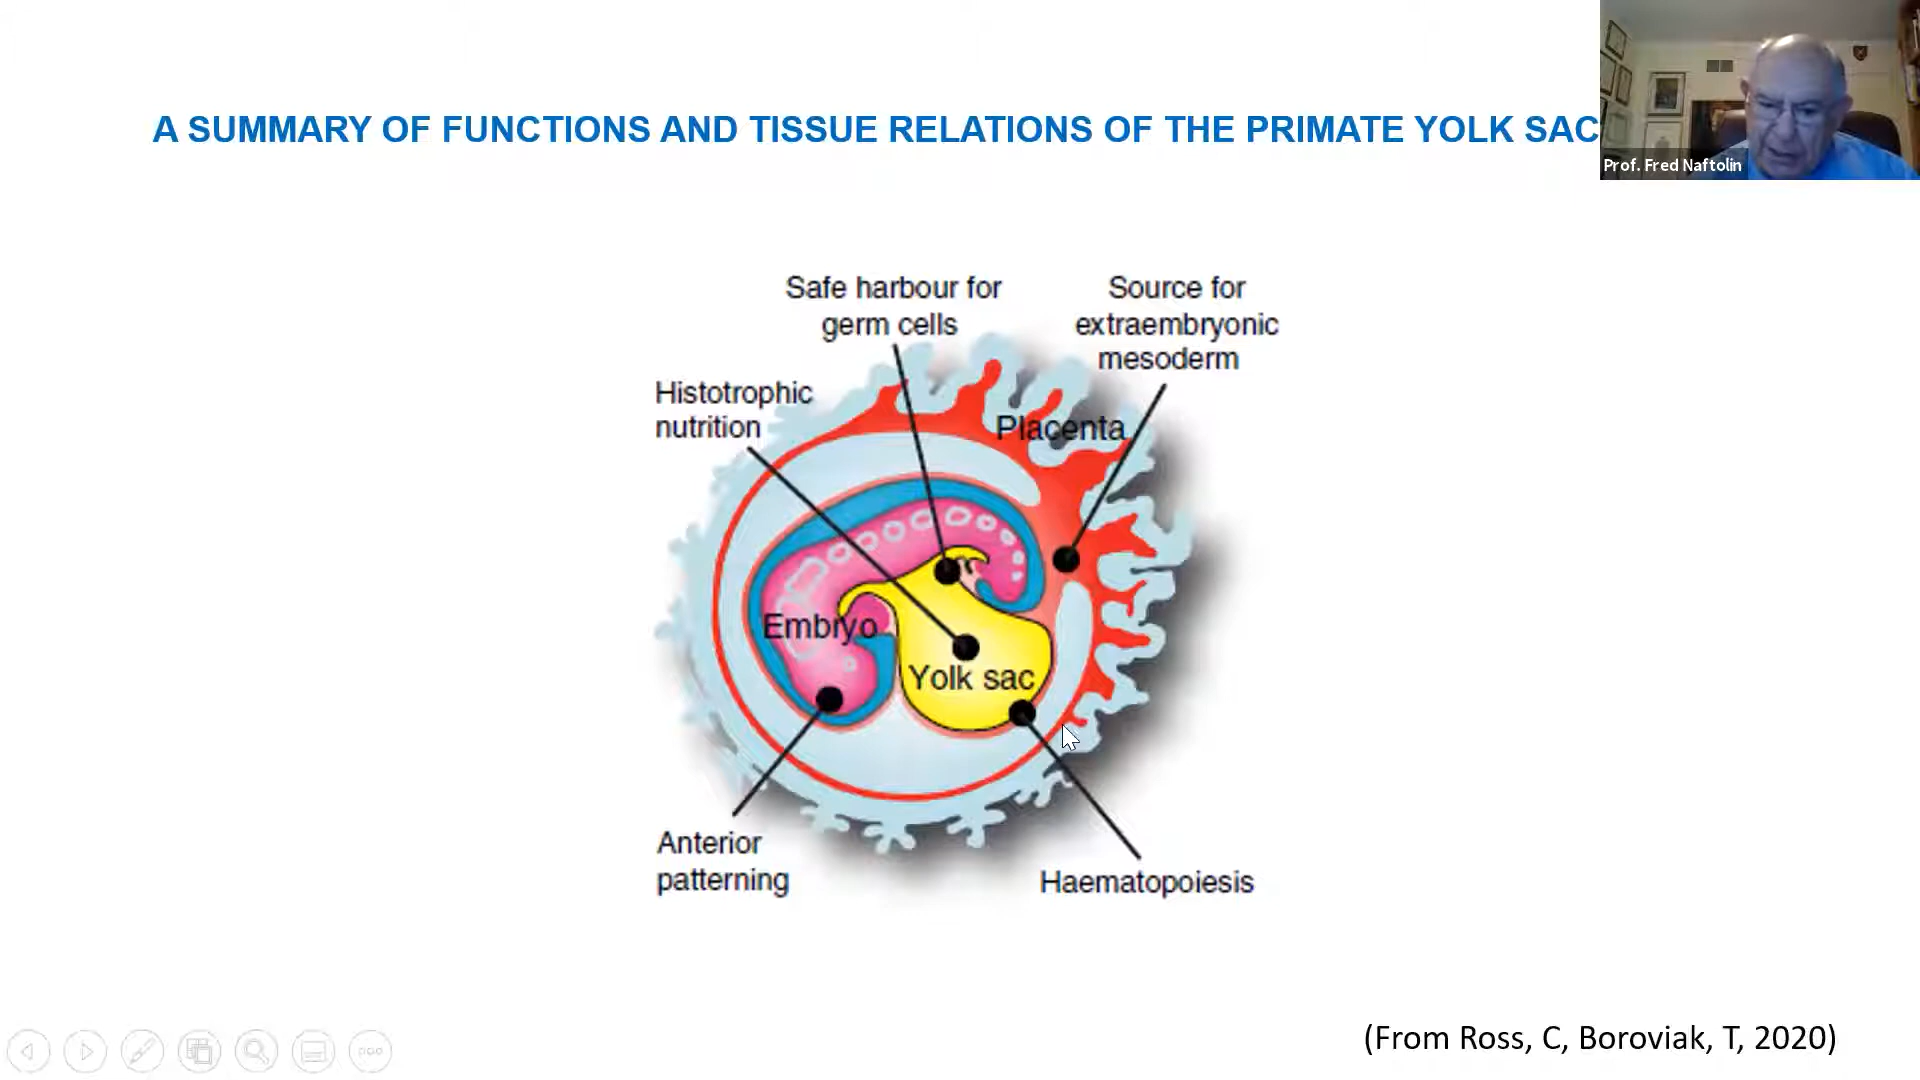 A SUMMARY OF FUNCTIONS AND TISSUE RELATIONS OF THE PRIMATE YOLK SAC
Prof. Fred Naftolin
Safe harbour for
germ cells
Source for
extraembryonic
mesoderm
Histotrophic
nutrition
Placenta
Embryo
Yolk sac
Anterior
patterning
Haematopoiesis
(From Ross, C, Boroviak, T, 2020)